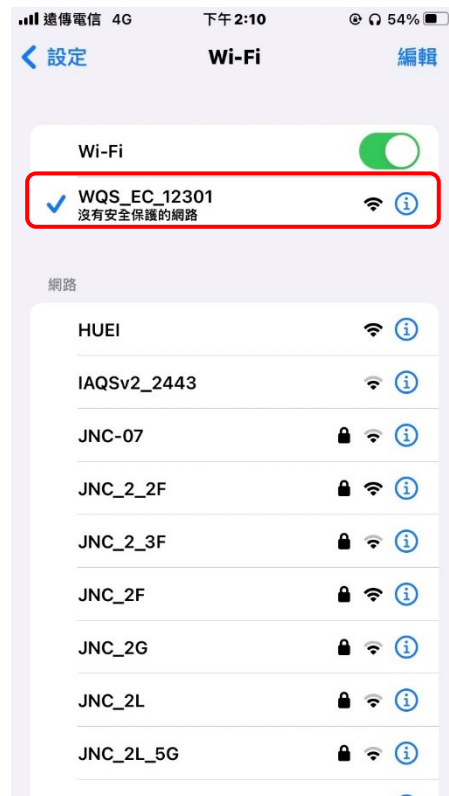 遠傳電信 4G 下午2:10 54%
設定 Wi-Fi 編輯
Wi-Fi
WQS_EC_12301
沒有安全保護的網路
網路
HUEI
IAQSv2_2443
JNC-07
JNC_2_2F
JNC_2_3F
JNC_2F
JNC_2G
JNC_2L
JNC_2L_5G